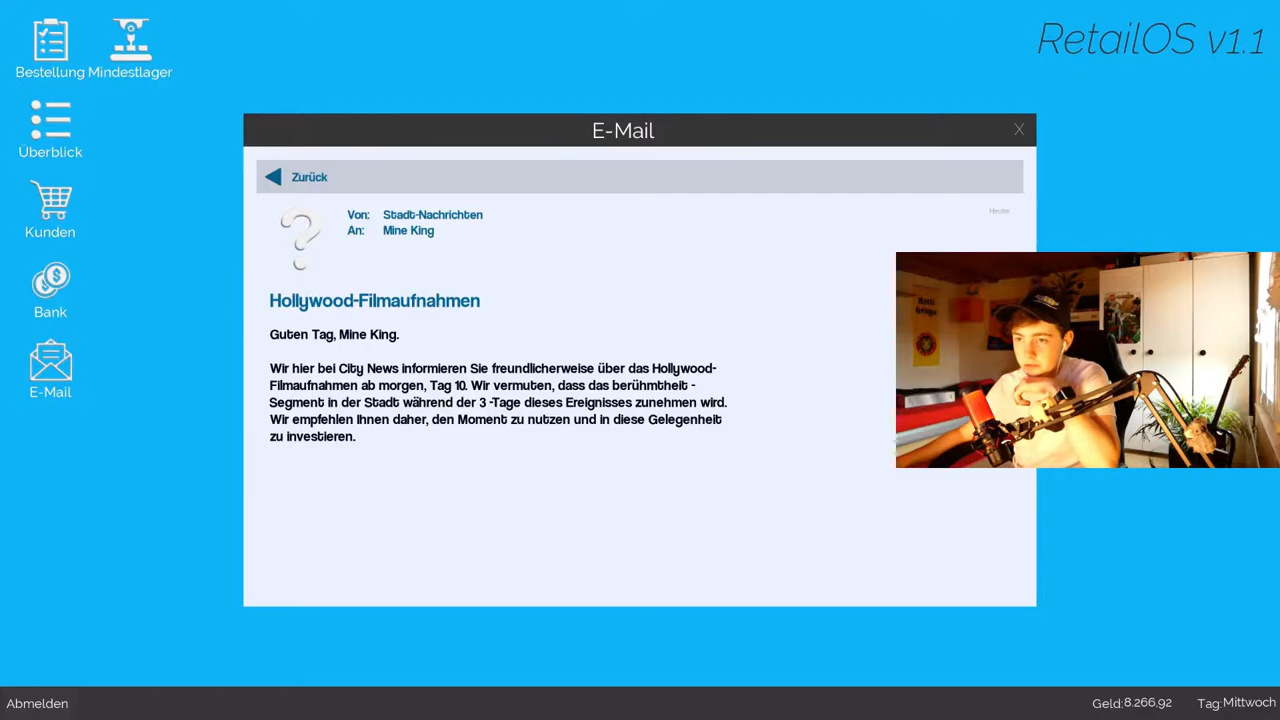 RetailOS v1.1
Bestellung
Mindestlager
Überblick
Kunden
Bank
E-Mail
E-Mail
X
Zurück
Von: Stadt-Nachrichten
Heute
An: Mine King
Hollywood-Filmaufnahmen
Guten Tag, Mine King.
Wir hier bei City News informieren Sie freundlicherweise über das Hollywood-
Filmaufnahmen ab morgen, Tag 10. Wir vermuten, dass das berühmtheit -
Segment in der Stadt während der 3 -Tage dieses Ereignisses zunehmen wird.
Wir empfehlen Ihnen daher, den Moment zu nutzen und in diese Gelegenheit
zu investieren.
Abmelden
Geld:8.266,92
Tag:Mittwoch